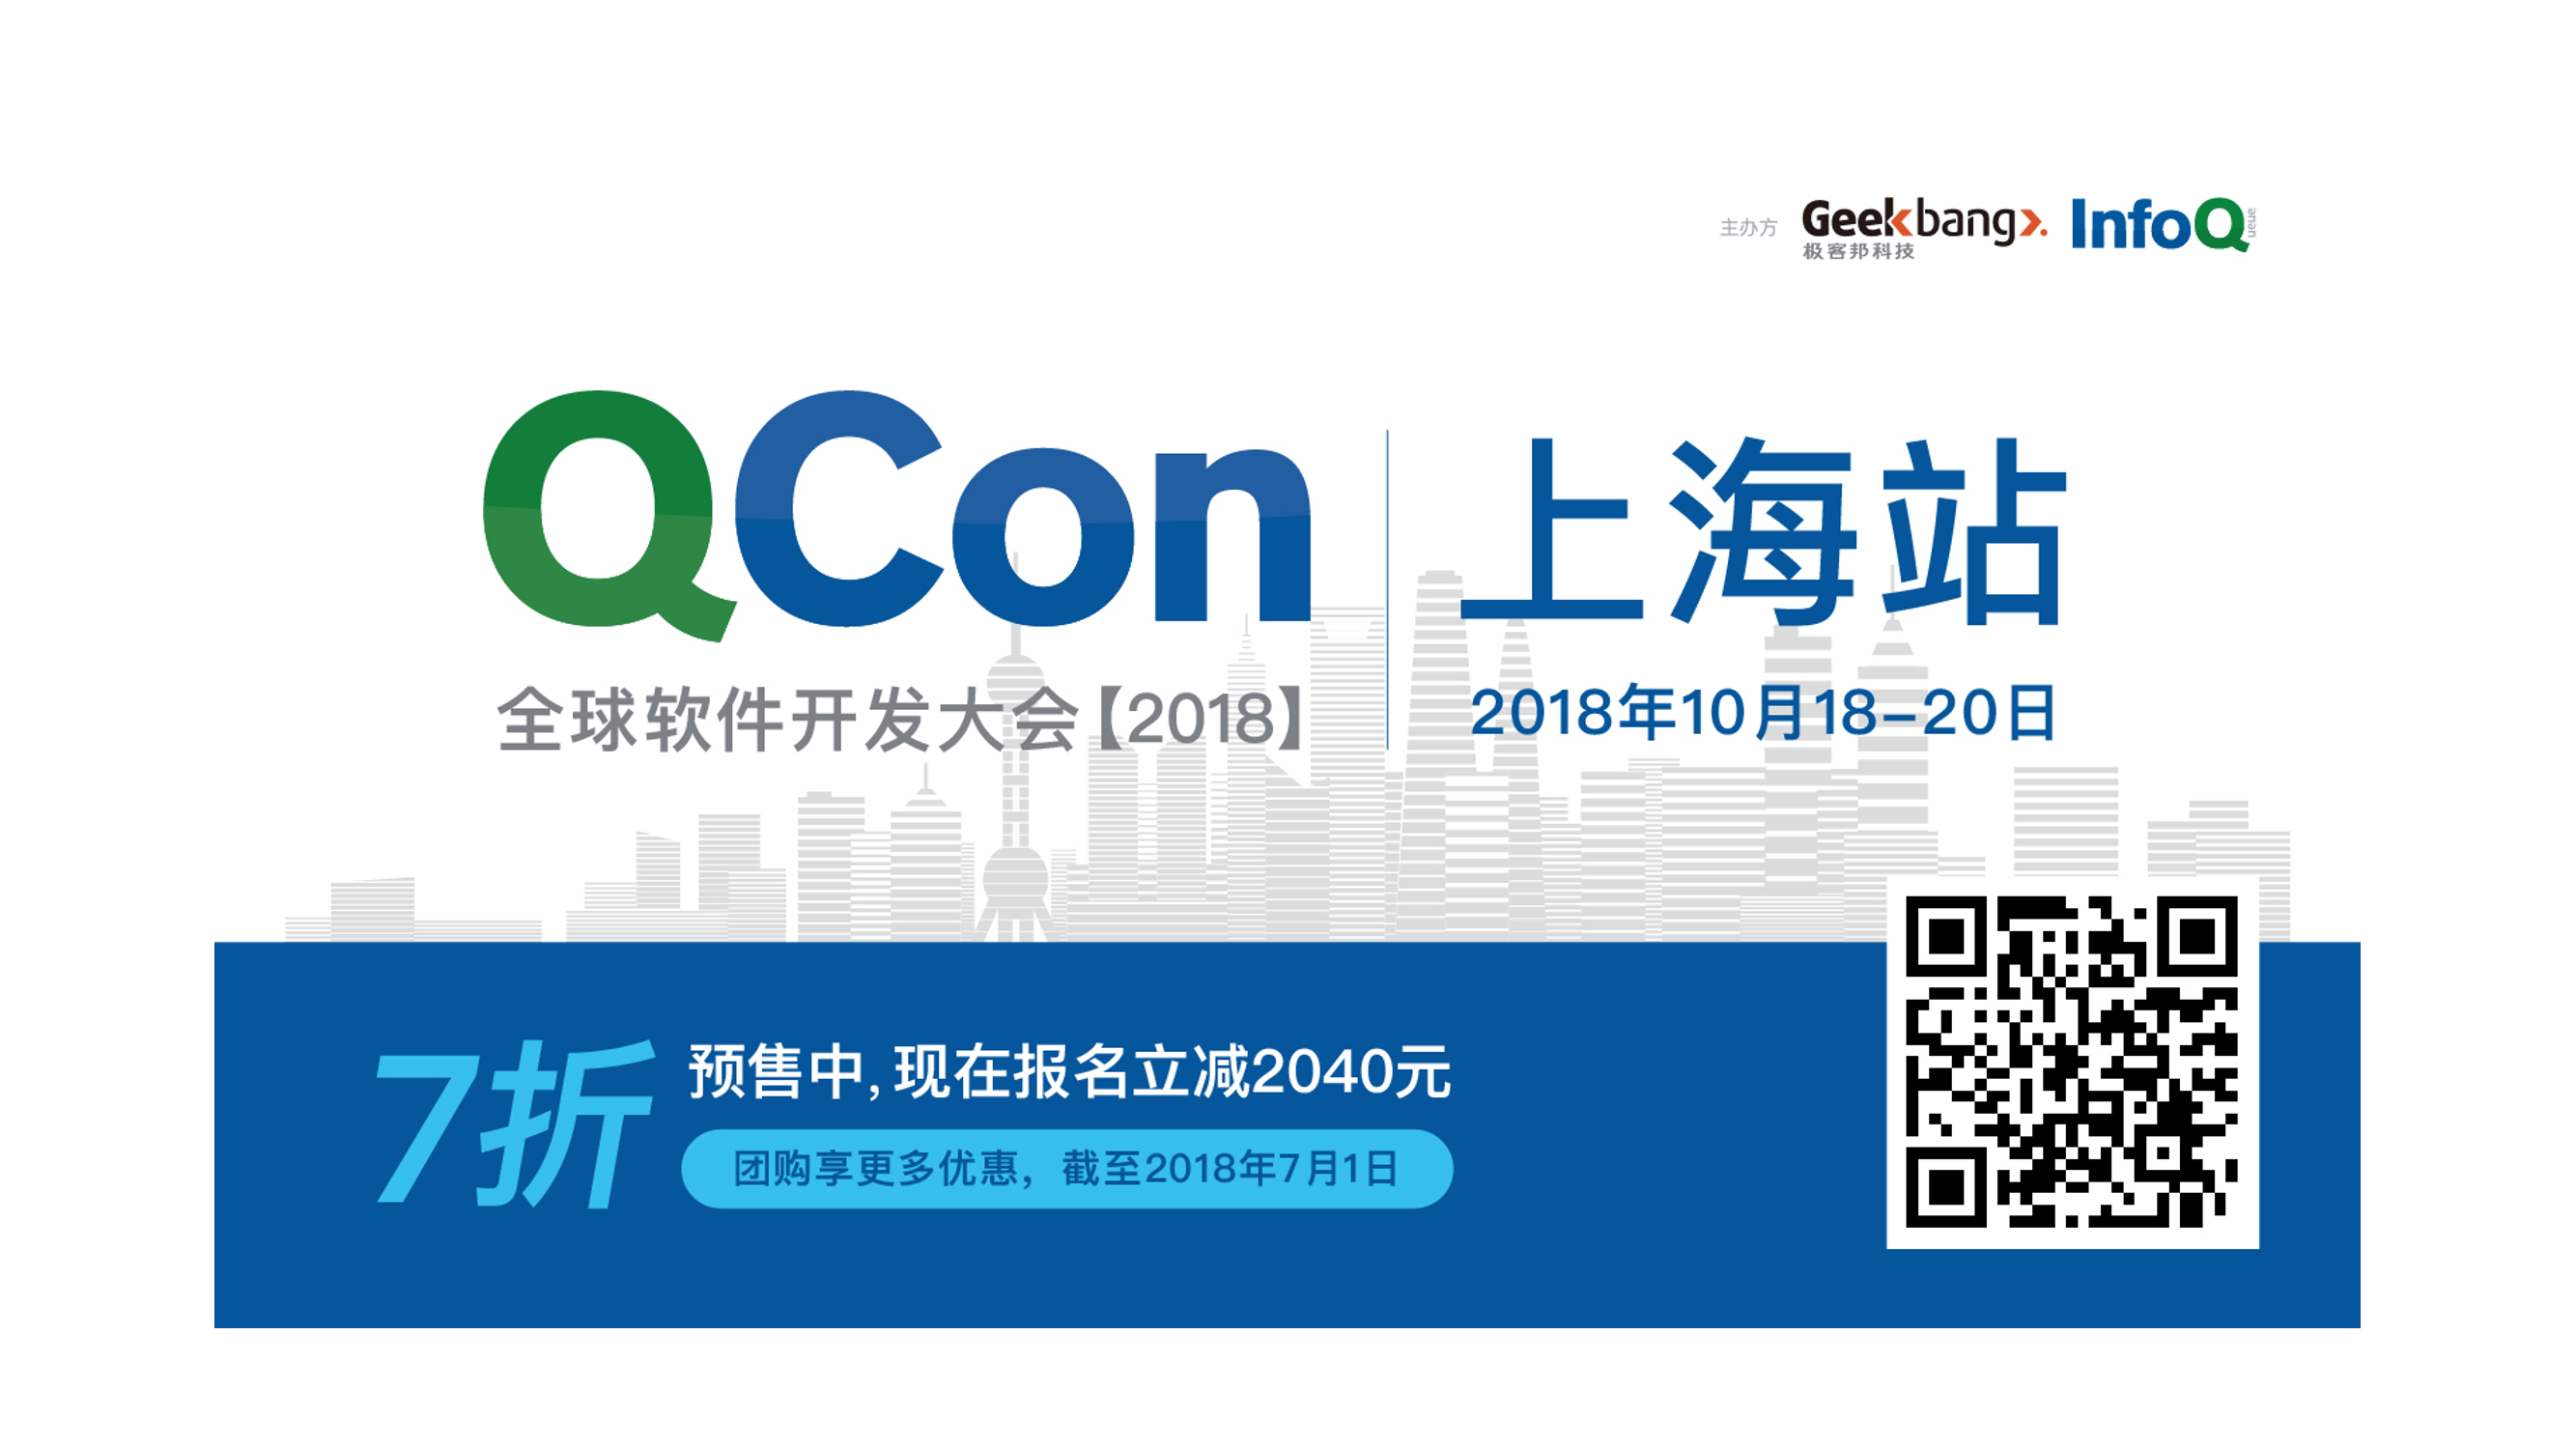 主办方 Geekbang 极客邦科技 InfoQ ueue
QCon 上海站
全球软件开发大会【2018】 2018年10月18-20日
7折
预售中, 现在报名立减2040元
团购享更多优惠，截至2018年7月1日